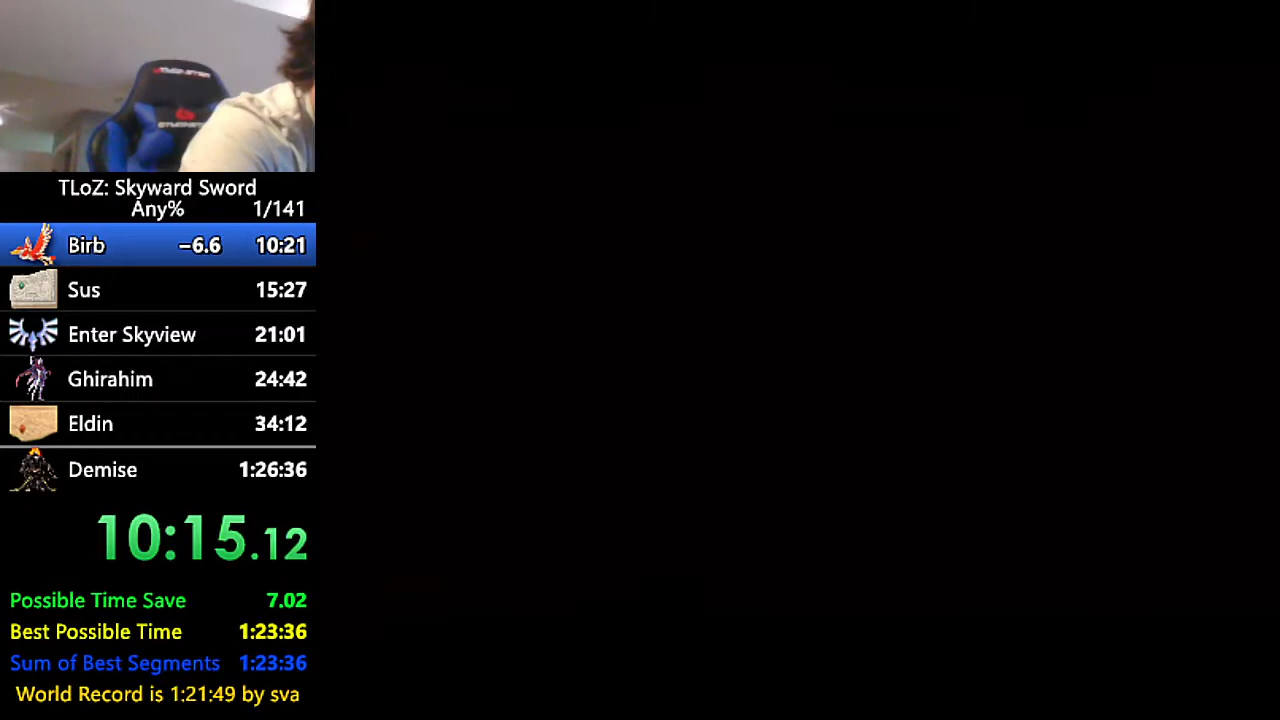 TLoZ: Skyward Sword
Any% 1/141
Birb −6.6 10:21
Sus 15:27
Enter Skyview 21:01
Ghirahim 24:42
Eldin 34:12
Demise 1:26:36
10:15.12
Possible Time Save 7.02
Best Possible Time 1:23:36
Sum of Best Segments 1:23:36
World Record is 1:21:49 by sva